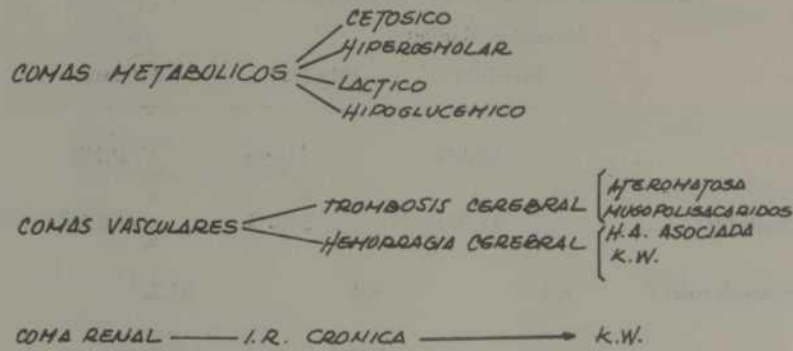 CETOSICO
HIPEROSMOLAR
COMAS METABOLICOS
LACTICO
HIPOGLUCEMICO
ATEROMATOSA
TROMBOSIS CEREBRAL
MUCOPOLISACARIDOS
COMAS VASCULARES
H.A. ASOCIADA
HEMORRAGIA CEREBRAL
K.W.
COMA RENAL I.R. CRONICA K.W.